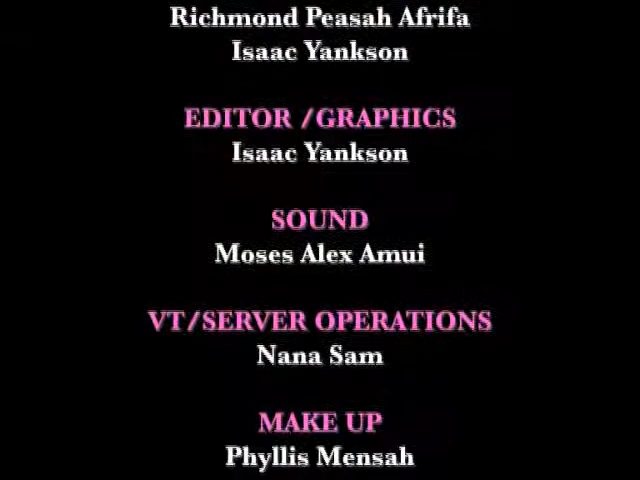 Richmond Peasah Afrifa
Isaac Yankson
EDITOR /GRAPHICS
Isaac Yankson
SOUND
Moses Alex Amui
VT/SERVER OPERATIONS
Nana Sam
MAKE UP
Phyllis Mensah